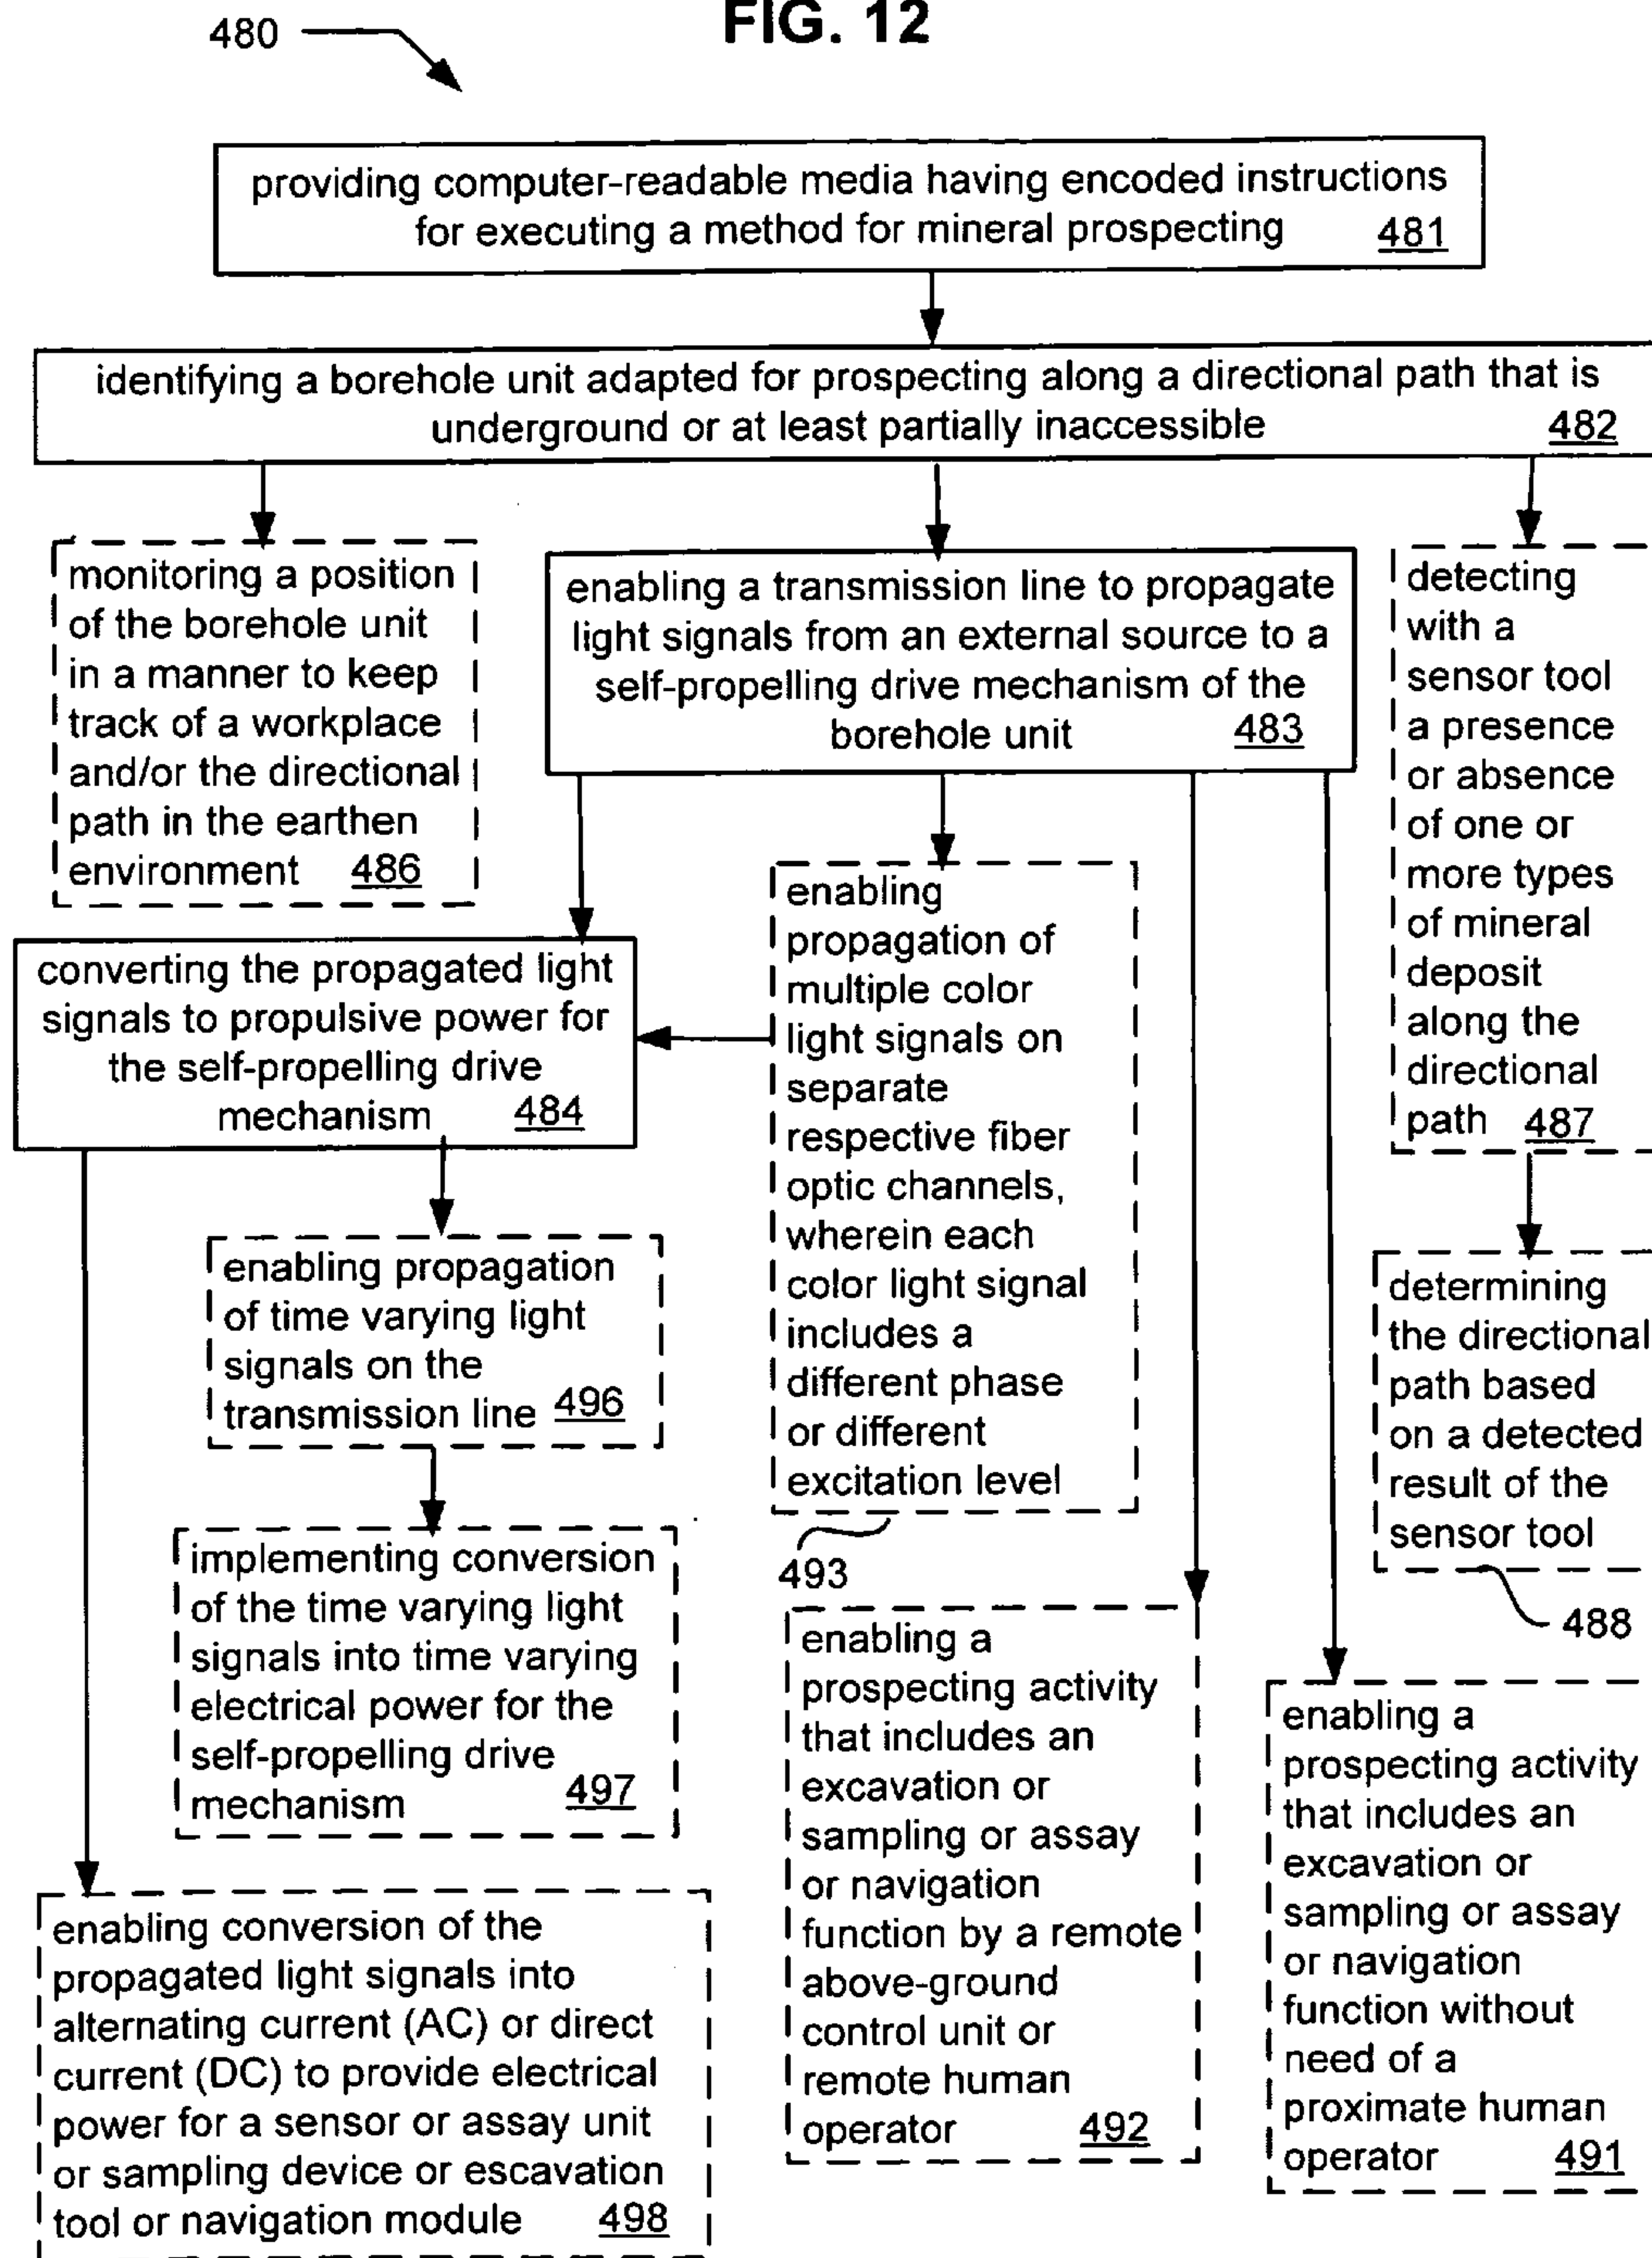 FIG. 12
480
providing computer-readable media having encoded instructions
for executing a method for mineral prospecting 481
identifying a borehole unit adapted for prospecting along a directional path that is
underground or at least partially inaccessible 482
monitoring a position
of the borehole unit
in a manner to keep
track of a workplace
and/or the directional
path in the earthen
environment 486
enabling a transmission line to propagate
light signals from an external source to a
self-propelling drive mechanism of the
borehole unit 483
detecting
with a
sensor tool
a presence
or absence
of one or
more types
of mineral
deposit
along the
directional
path 487
converting the propagated light
signals to propulsive power for
the self-propelling drive
mechanism 484
enabling
propagation of
multiple color
light signals on
separate
respective fiber
optic channels,
wherein each
color light signal
includes a
different phase
or different
excitation level
493
enabling propagation
of time varying light
signals on the
transmission line 496
determining
the directional
path based
on a detected
result of the
sensor tool
488
implementing conversion
of the time varying light
signals into time varying
electrical power for the
self-propelling drive
mechanism 497
enabling a
prospecting activity
that includes an
excavation or
sampling or assay
or navigation
function by a remote
above-ground
control unit or
remote human
operator 492
enabling a
prospecting activity
that includes an
excavation or
sampling or assay
or navigation
function without
need of a
proximate human
operator 491
enabling conversion of the
propagated light signals into
alternating current (AC) or direct
current (DC) to provide electrical
power for a sensor or assay unit
or sampling device or escavation
tool or navigation module 498